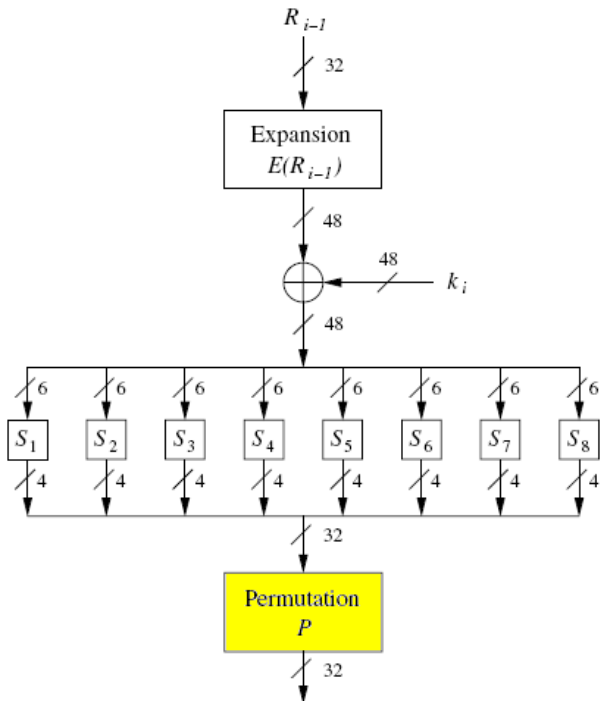 R i–1
32
Expansion
E(R i–1)
48
48
k i
48
6 6 6 6 6 6 6 6
S1 S2 S3 S4 S5 S6 S7 S8
4 4 4 4 4 4 4 4
32
Permutation
P
32